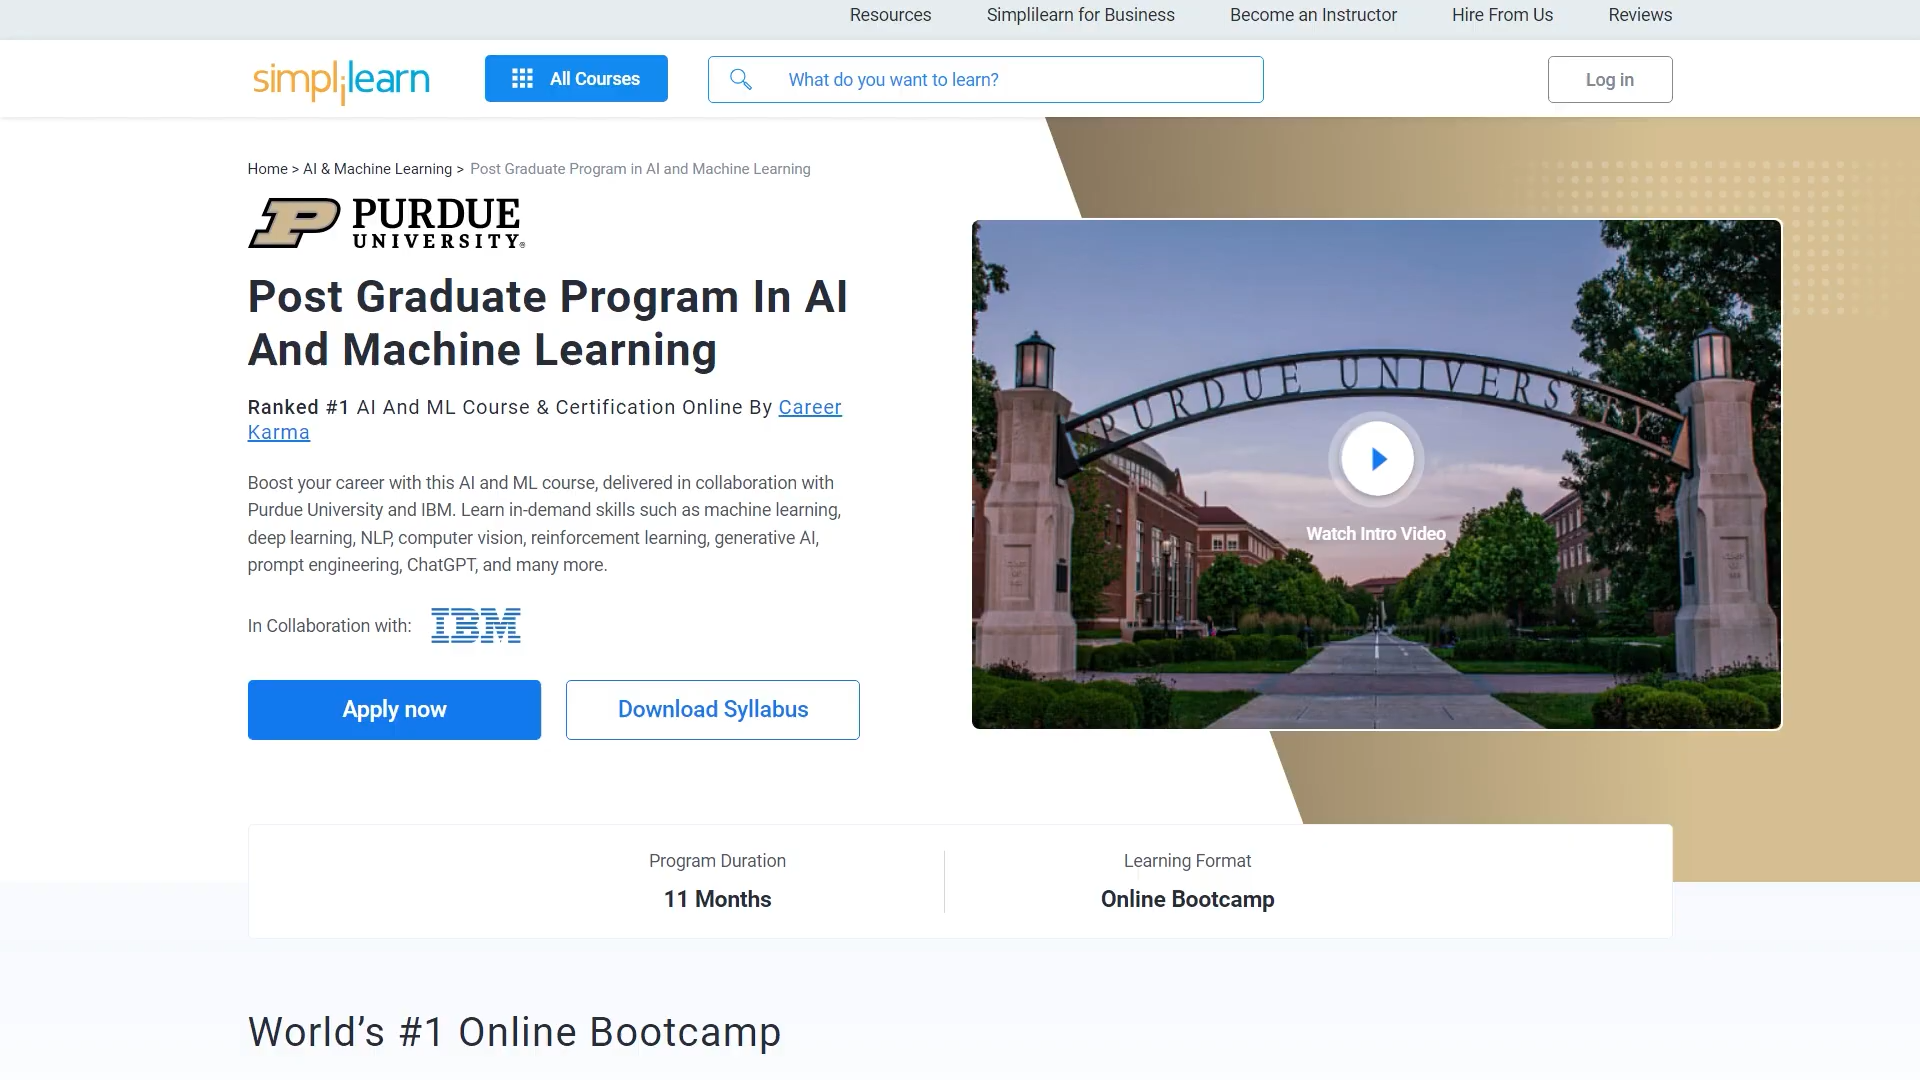 Resources Simplilearn for Business Become an Instructor Hire From Us Reviews
simplilearn All Courses What do you want to learn? Log in
Home > AI & Machine Learning > Post Graduate Program in AI and Machine Learning
PURDUE
UNIVERSITY®
Post Graduate Program In AI
And Machine Learning
Ranked #1 AI And ML Course & Certification Online By Career
Karma
Boost your career with this AI and ML course, delivered in collaboration with
Purdue University and IBM. Learn in-demand skills such as machine learning,
deep learning, NLP, computer vision, reinforcement learning, generative AI,
prompt engineering, ChatGPT, and many more.
In Collaboration with: IBM
Apply now Download Syllabus
PURDUE UNIVERSITY
Watch Intro Video
Program Duration Learning Format
11 Months Online Bootcamp
World’s #1 Online Bootcamp